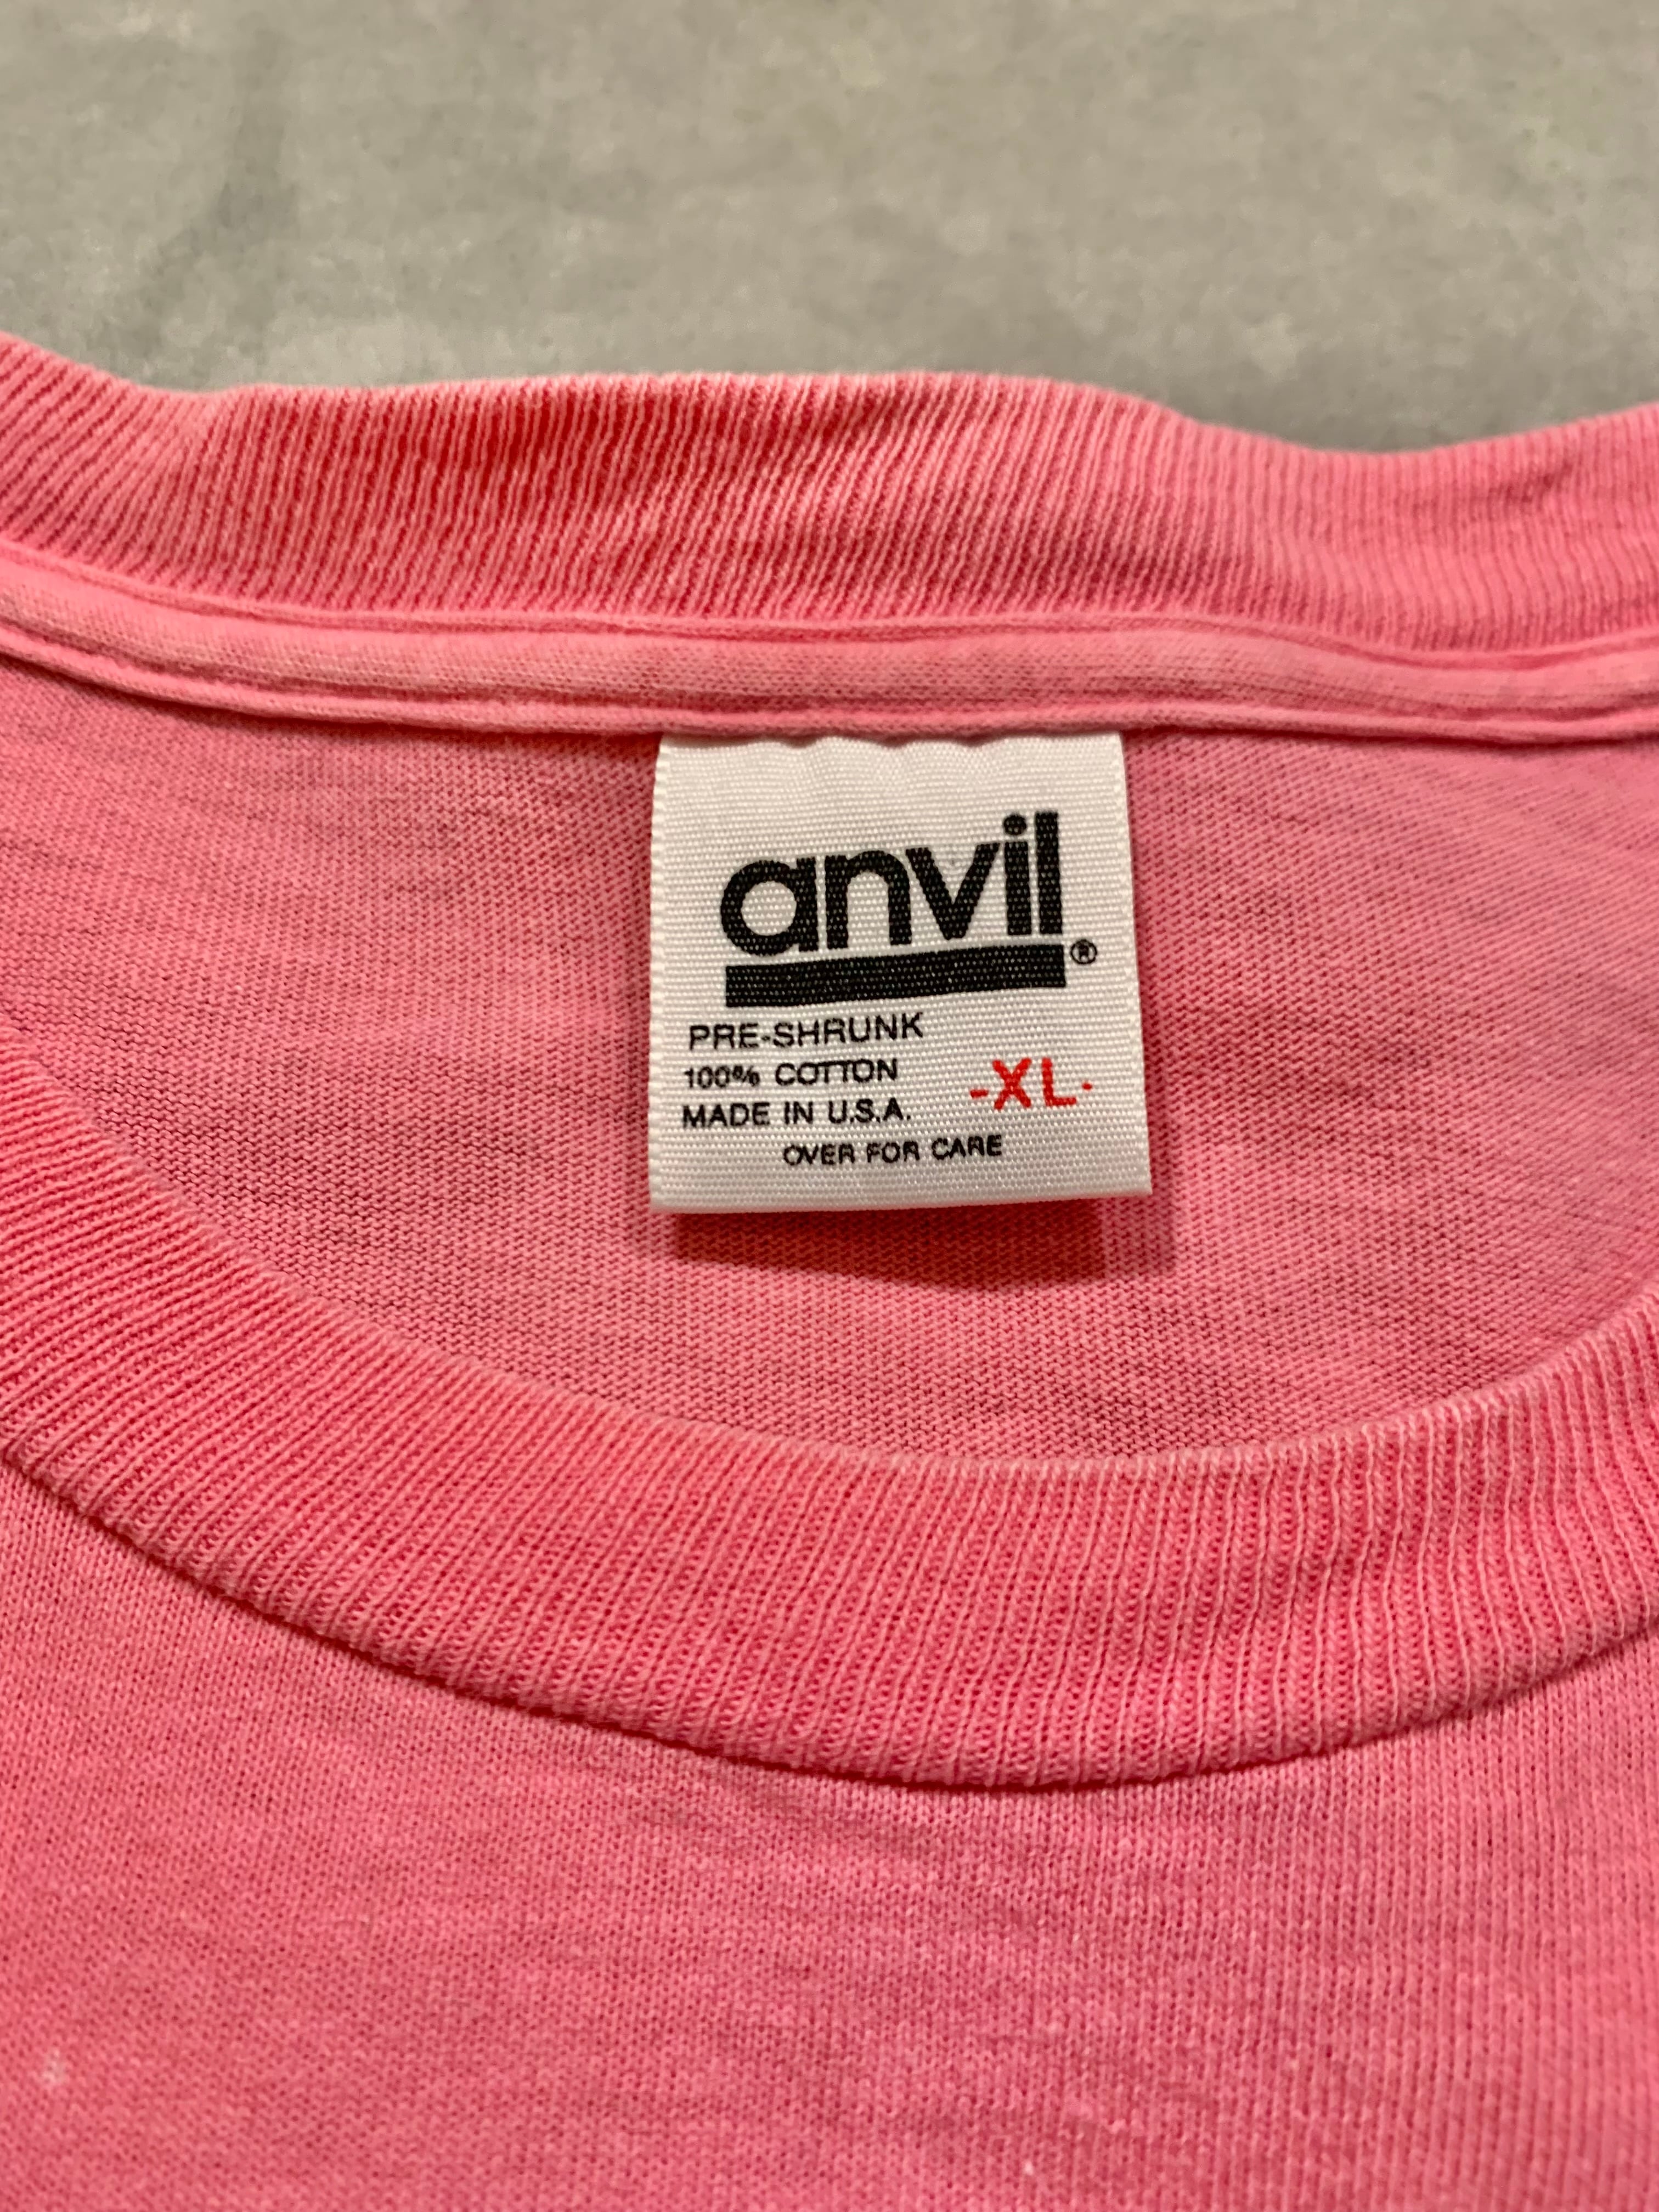 anvil®
PRE-SHRUNK
100% COTTON -XL-
MADE IN U.S.A.
OVER FOR CARE